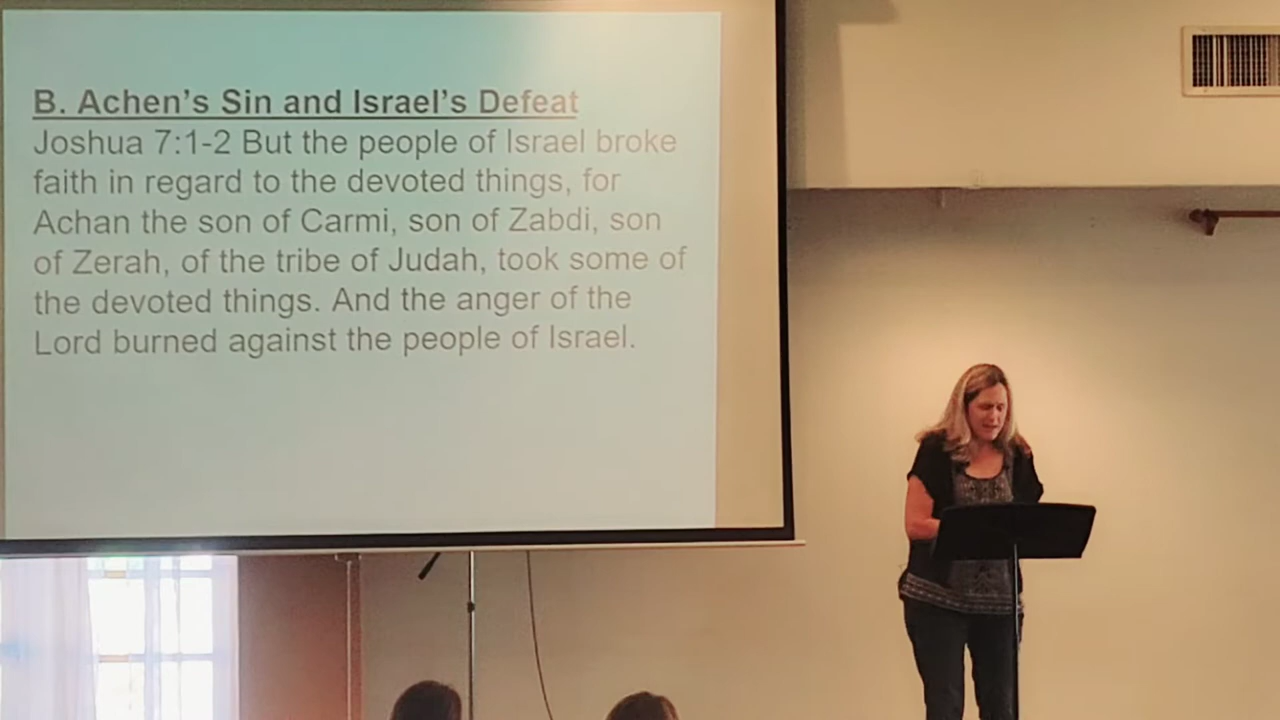 B. Achen's Sin and Israel's Defeat
Joshua 7:1-2 But the people of Israel broke
faith in regard to the devoted things, for
Achan the son of Carmi, son of Zabdi, son
of Zerah, of the tribe of Judah, took some of
the devoted things. And the anger of the
Lord burned against the people of Israel.